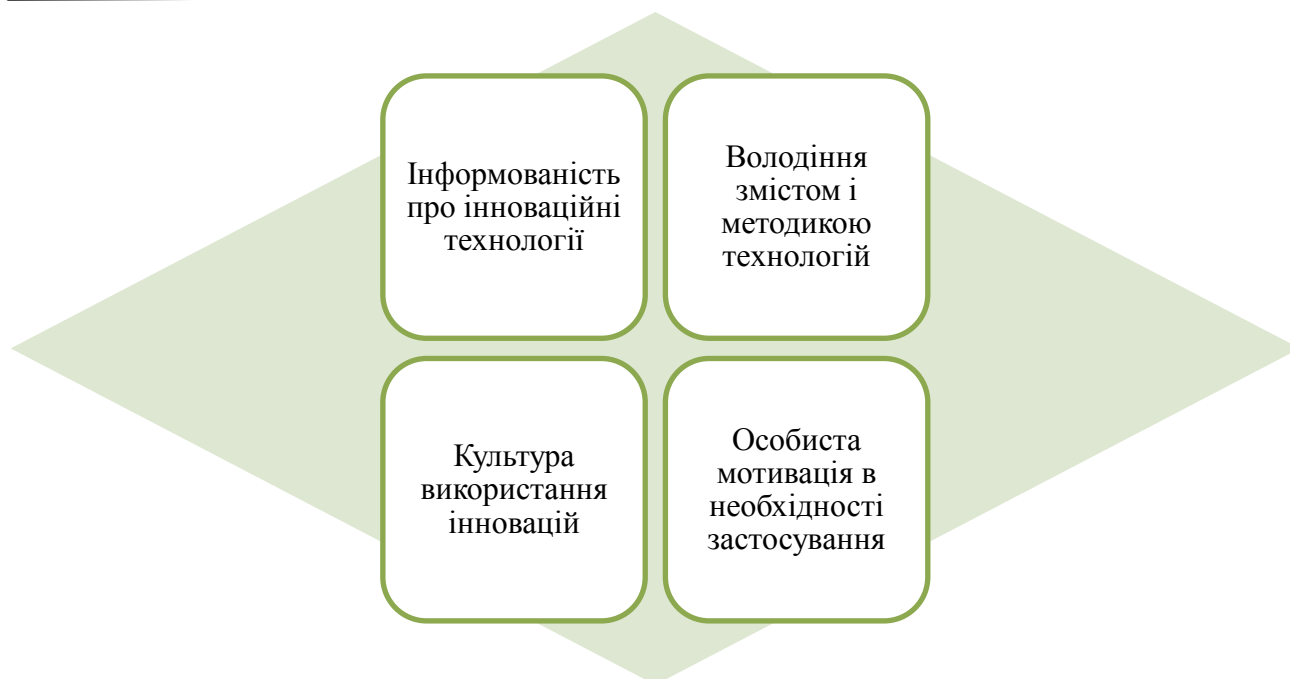 Інформованість
про інноваційні
технології
Володіння
змістом і
методикою
технологій
Культура
використання
інновацій
Особиста
мотивація в
необхідності
застосування